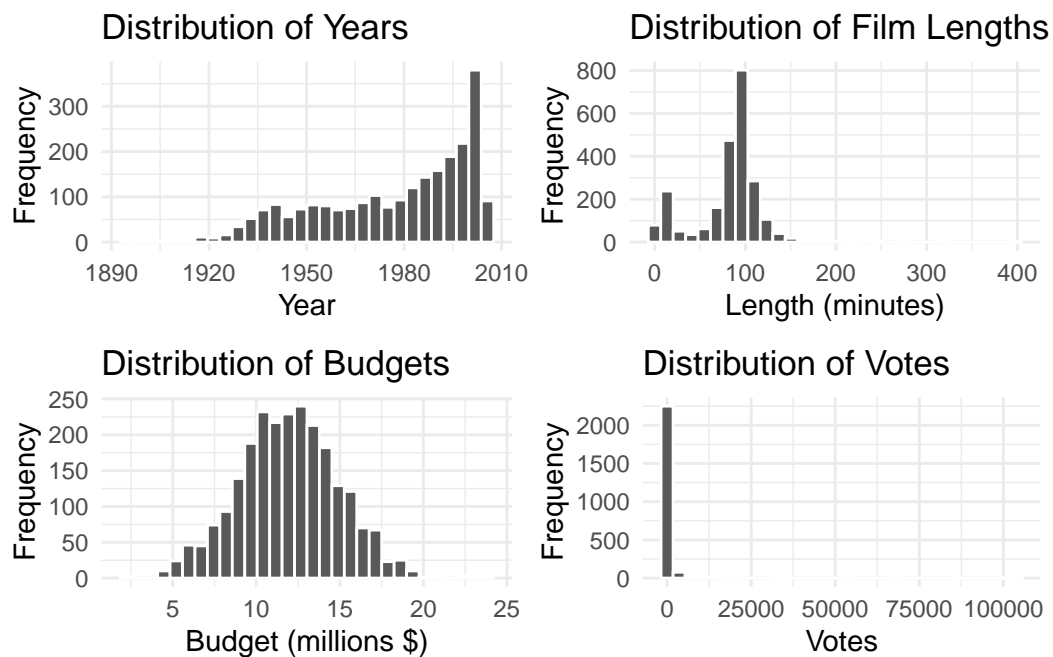 Distribution of Years
Frequency
300
200
100
0
1890 1920 1950 1980 2010
Year
Distribution of Film Lengths
Frequency
800
600
400
200
0
0 100 200 300 400
Length (minutes)
Distribution of Budgets
Frequency
250
200
150
100
50
0
5 10 15 20 25
Budget (millions $)
Distribution of Votes
Frequency
2000
1500
1000
500
0
0 25000 50000 75000 100000
Votes